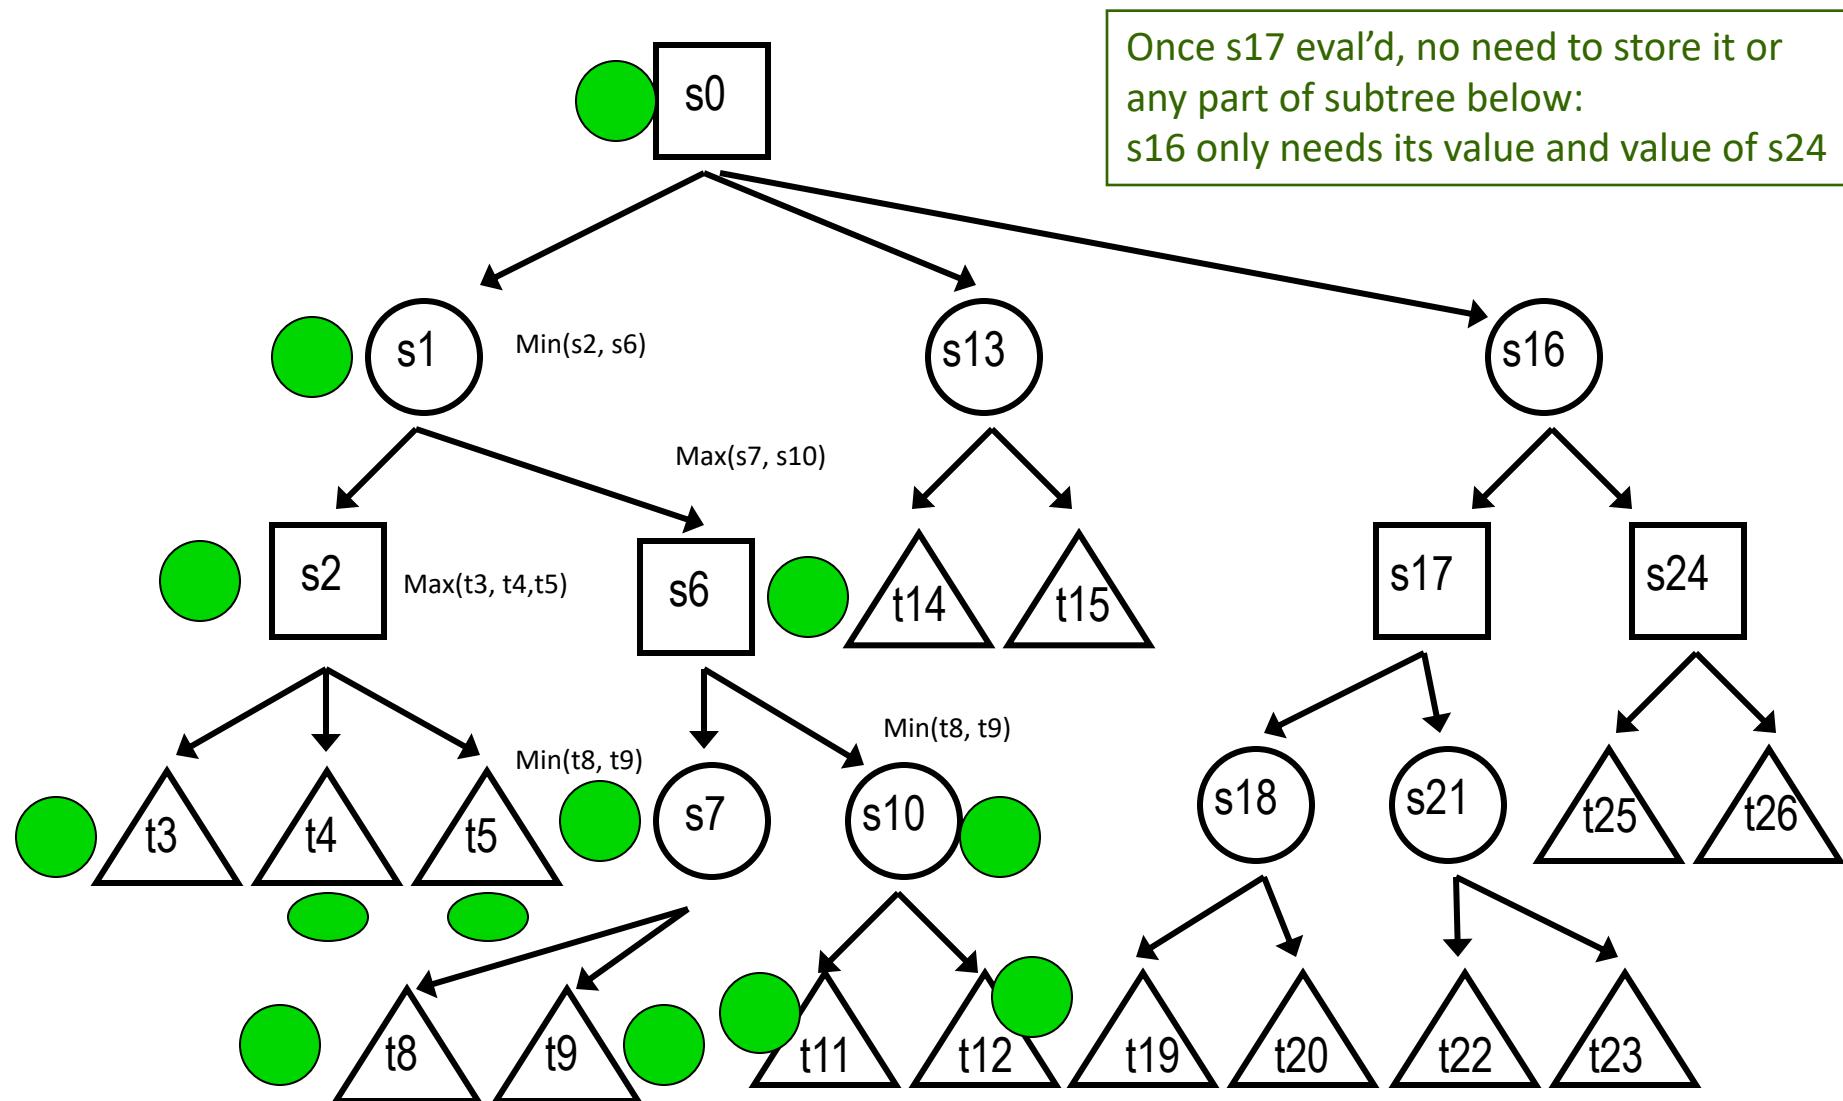 Once s17 eval’d, no need to store it or
any part of subtree below:
s16 only needs its value and value of s24
s0
s1
Min(s2, s6)
s13
s16
Max(s7, s10)
s2
Max(t3, t4,t5)
s6
t14
t15
s17
s24
Min(t8, t9)
Min(t8, t9)
t3
t4
t5
s7
s10
s18
s21
t25
t26
t8
t9
t11
t12
t19
t20
t22
t23